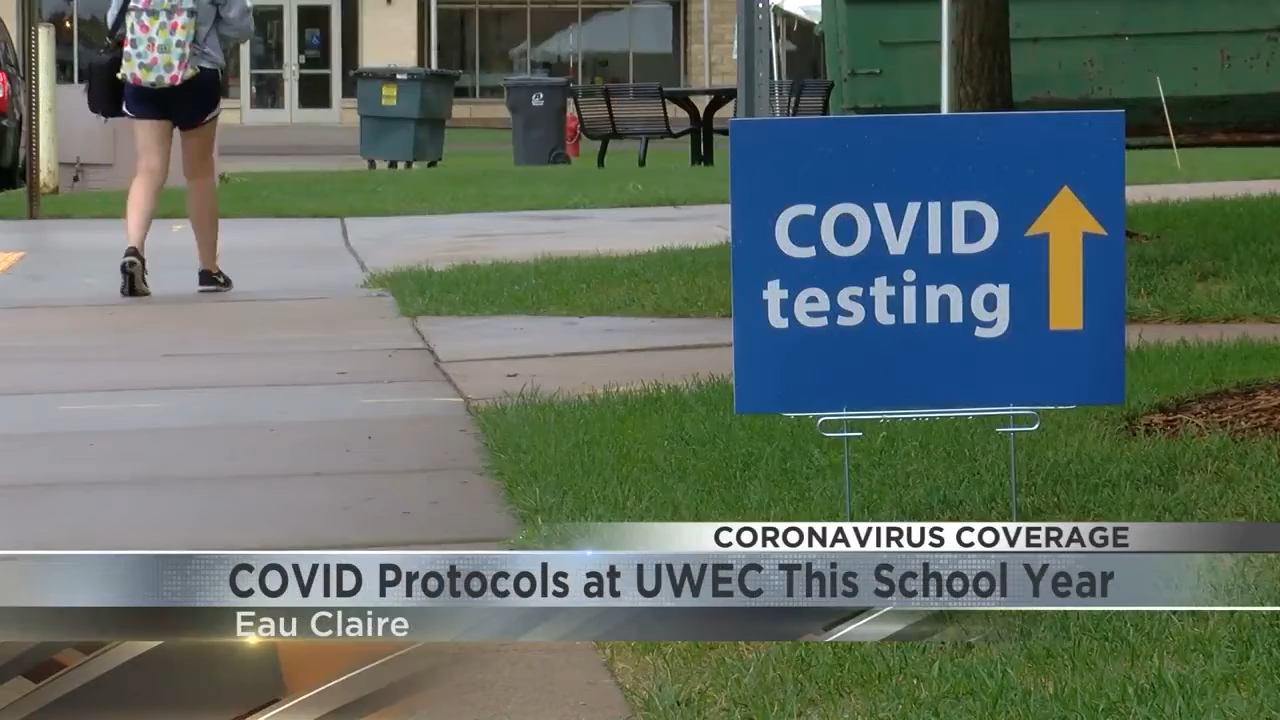 COVID
testing
CORONAVIRUS COVERAGE
COVID Protocols at UWEC This School Year
Eau Claire